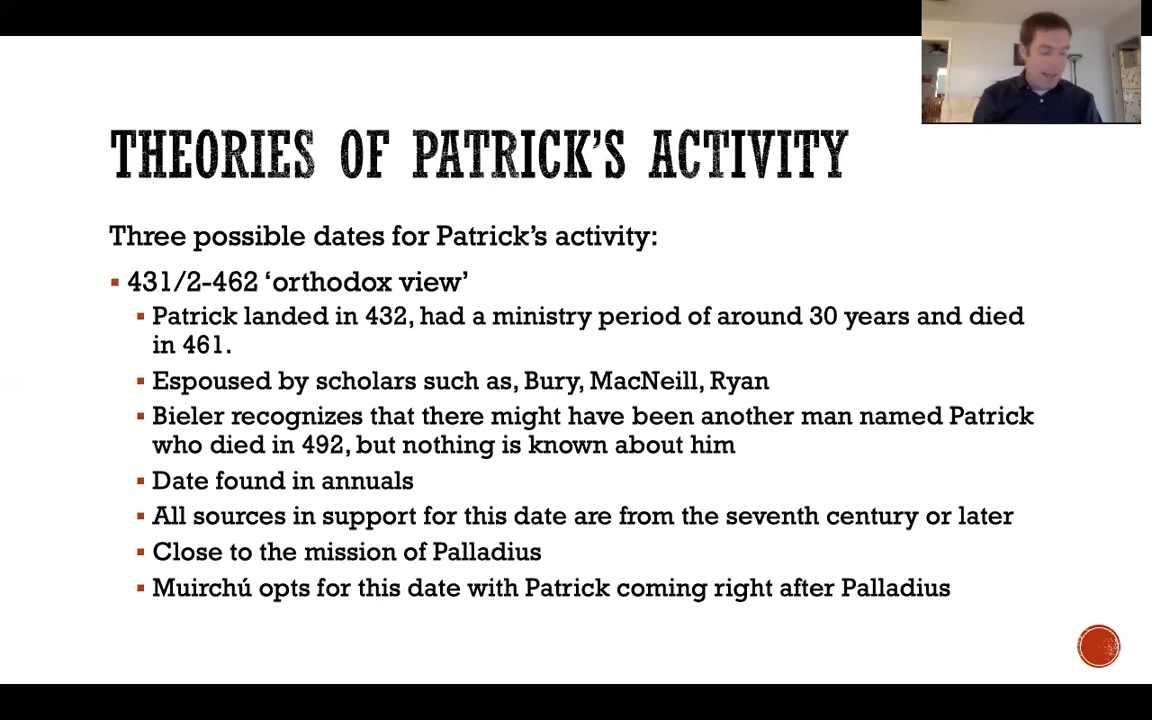 THEORIES OF PATRICK'S ACTIVITY
Three possible dates for Patrick's activity:
▪ 431/2-462 'orthodox view'
▪ Patrick landed in 432, had a ministry period of around 30 years and died
in 461.
▪ Espoused by scholars such as, Bury, MacNeill, Ryan
▪ Bieler recognizes that there might have been another man named Patrick
who died in 492, but nothing is known about him
▪ Date found in annuals
▪ All sources in support for this date are from the seventh century or later
▪ Close to the mission of Palladius
▪ Muirchú opts for this date with Patrick coming right after Palladius